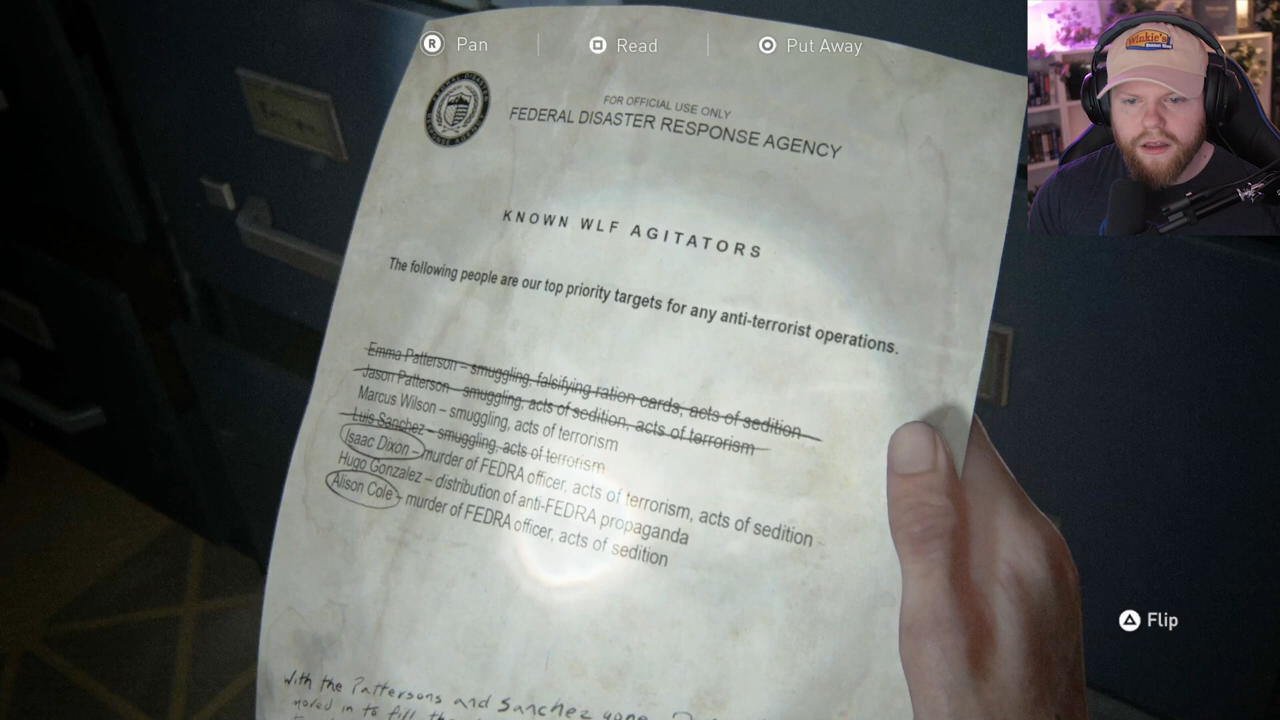 Pan
Read
Put Away
Winkie's
FOR OFFICIAL USE ONLY
FEDERAL DISASTER RESPONSE AGENCY
KNOWN WLF AGITATORS
The following people are our top priority targets for any anti-terrorist operations.
Emma Patterson – smuggling, falsifying ration cards, acts of sedition
Jason Patterson – smuggling, acts of sedition, acts of terrorism
Marcus Wilson – smuggling, acts of terrorism
Luis Sanchez – smuggling, acts of terrorism
Isaac Dixon – murder of FEDRA officer, acts of terrorism, acts of sedition
Hugo Gonzalez – distribution of anti-FEDRA propaganda
Alison Cole – murder of FEDRA officer, acts of sedition
Flip
With the Pattersons and Sanchez gone,
moved in to fill the